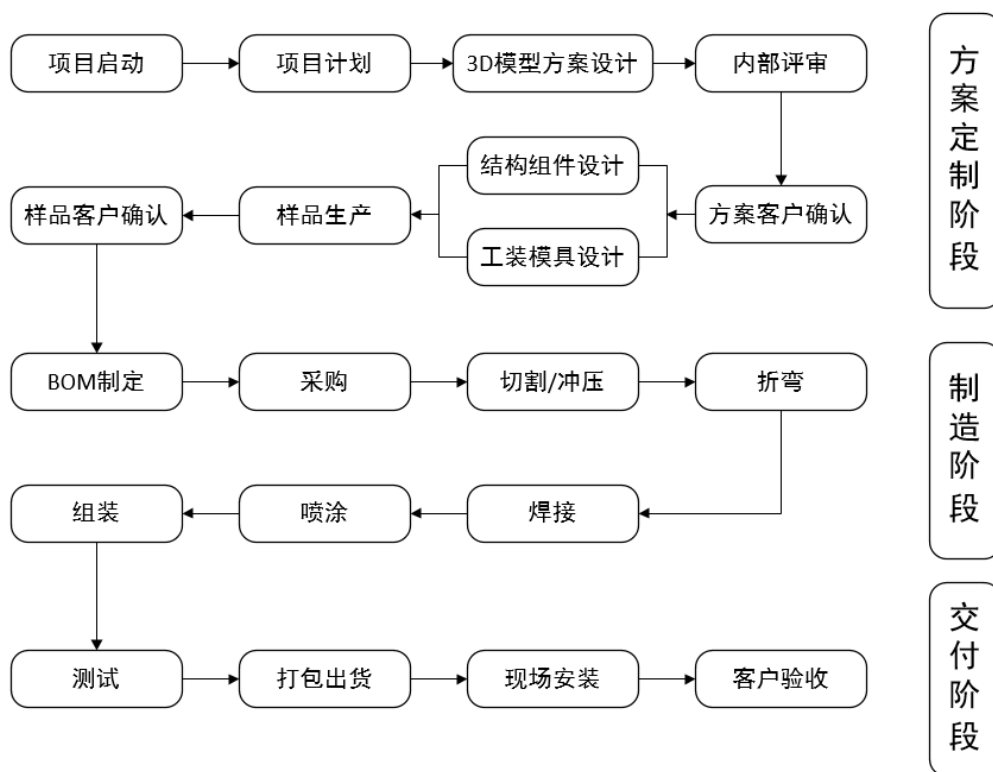 项目启动
项目计划
3D模型方案设计
内部评审
方案定制阶段
结构组件设计
样品客户确认
样品生产
方案客户确认
工装模具设计
BOM制定
采购
切割/冲压
折弯
制造阶段
组装
喷涂
焊接
测试
打包出货
现场安装
客户验收
交付阶段